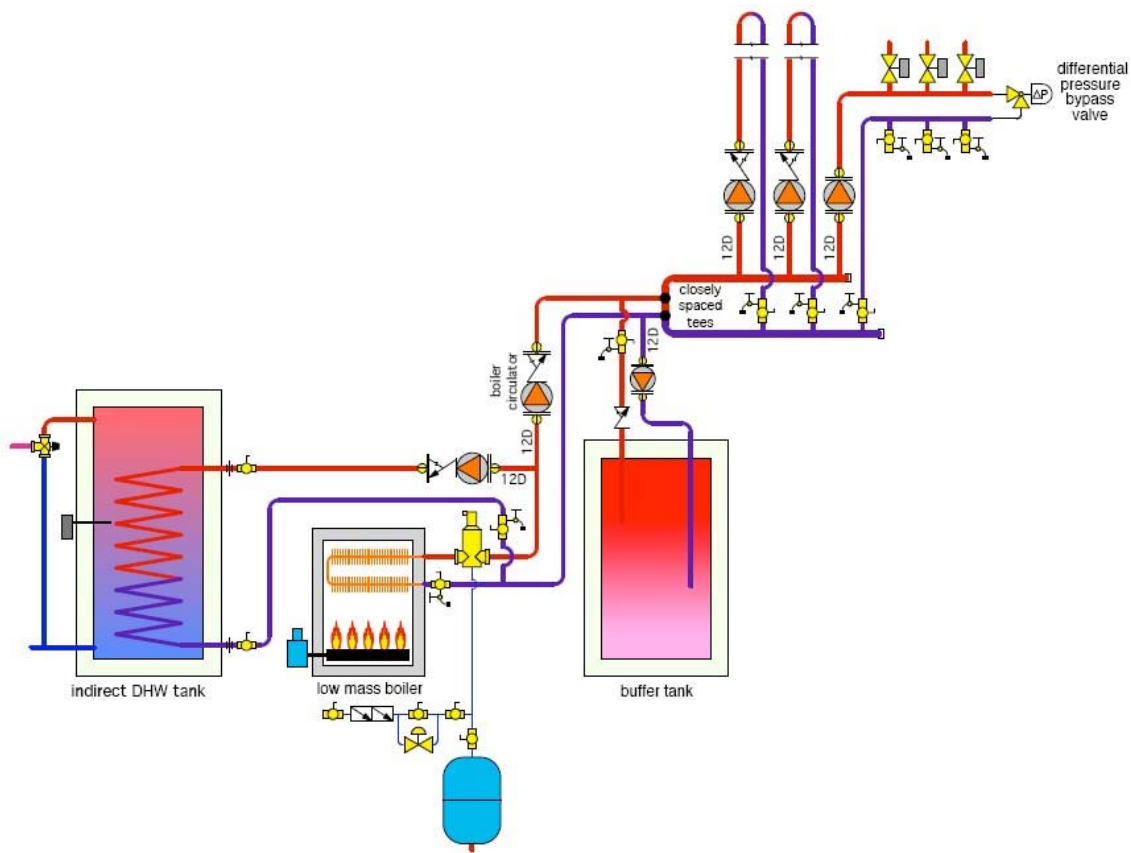 differential
pressure
bypass
valve
ΔP
12D
12D
12D
closely
spaced
tees
12D
boiler
circulator
12D
12D
indirect DHW tank
low mass boiler
buffer tank